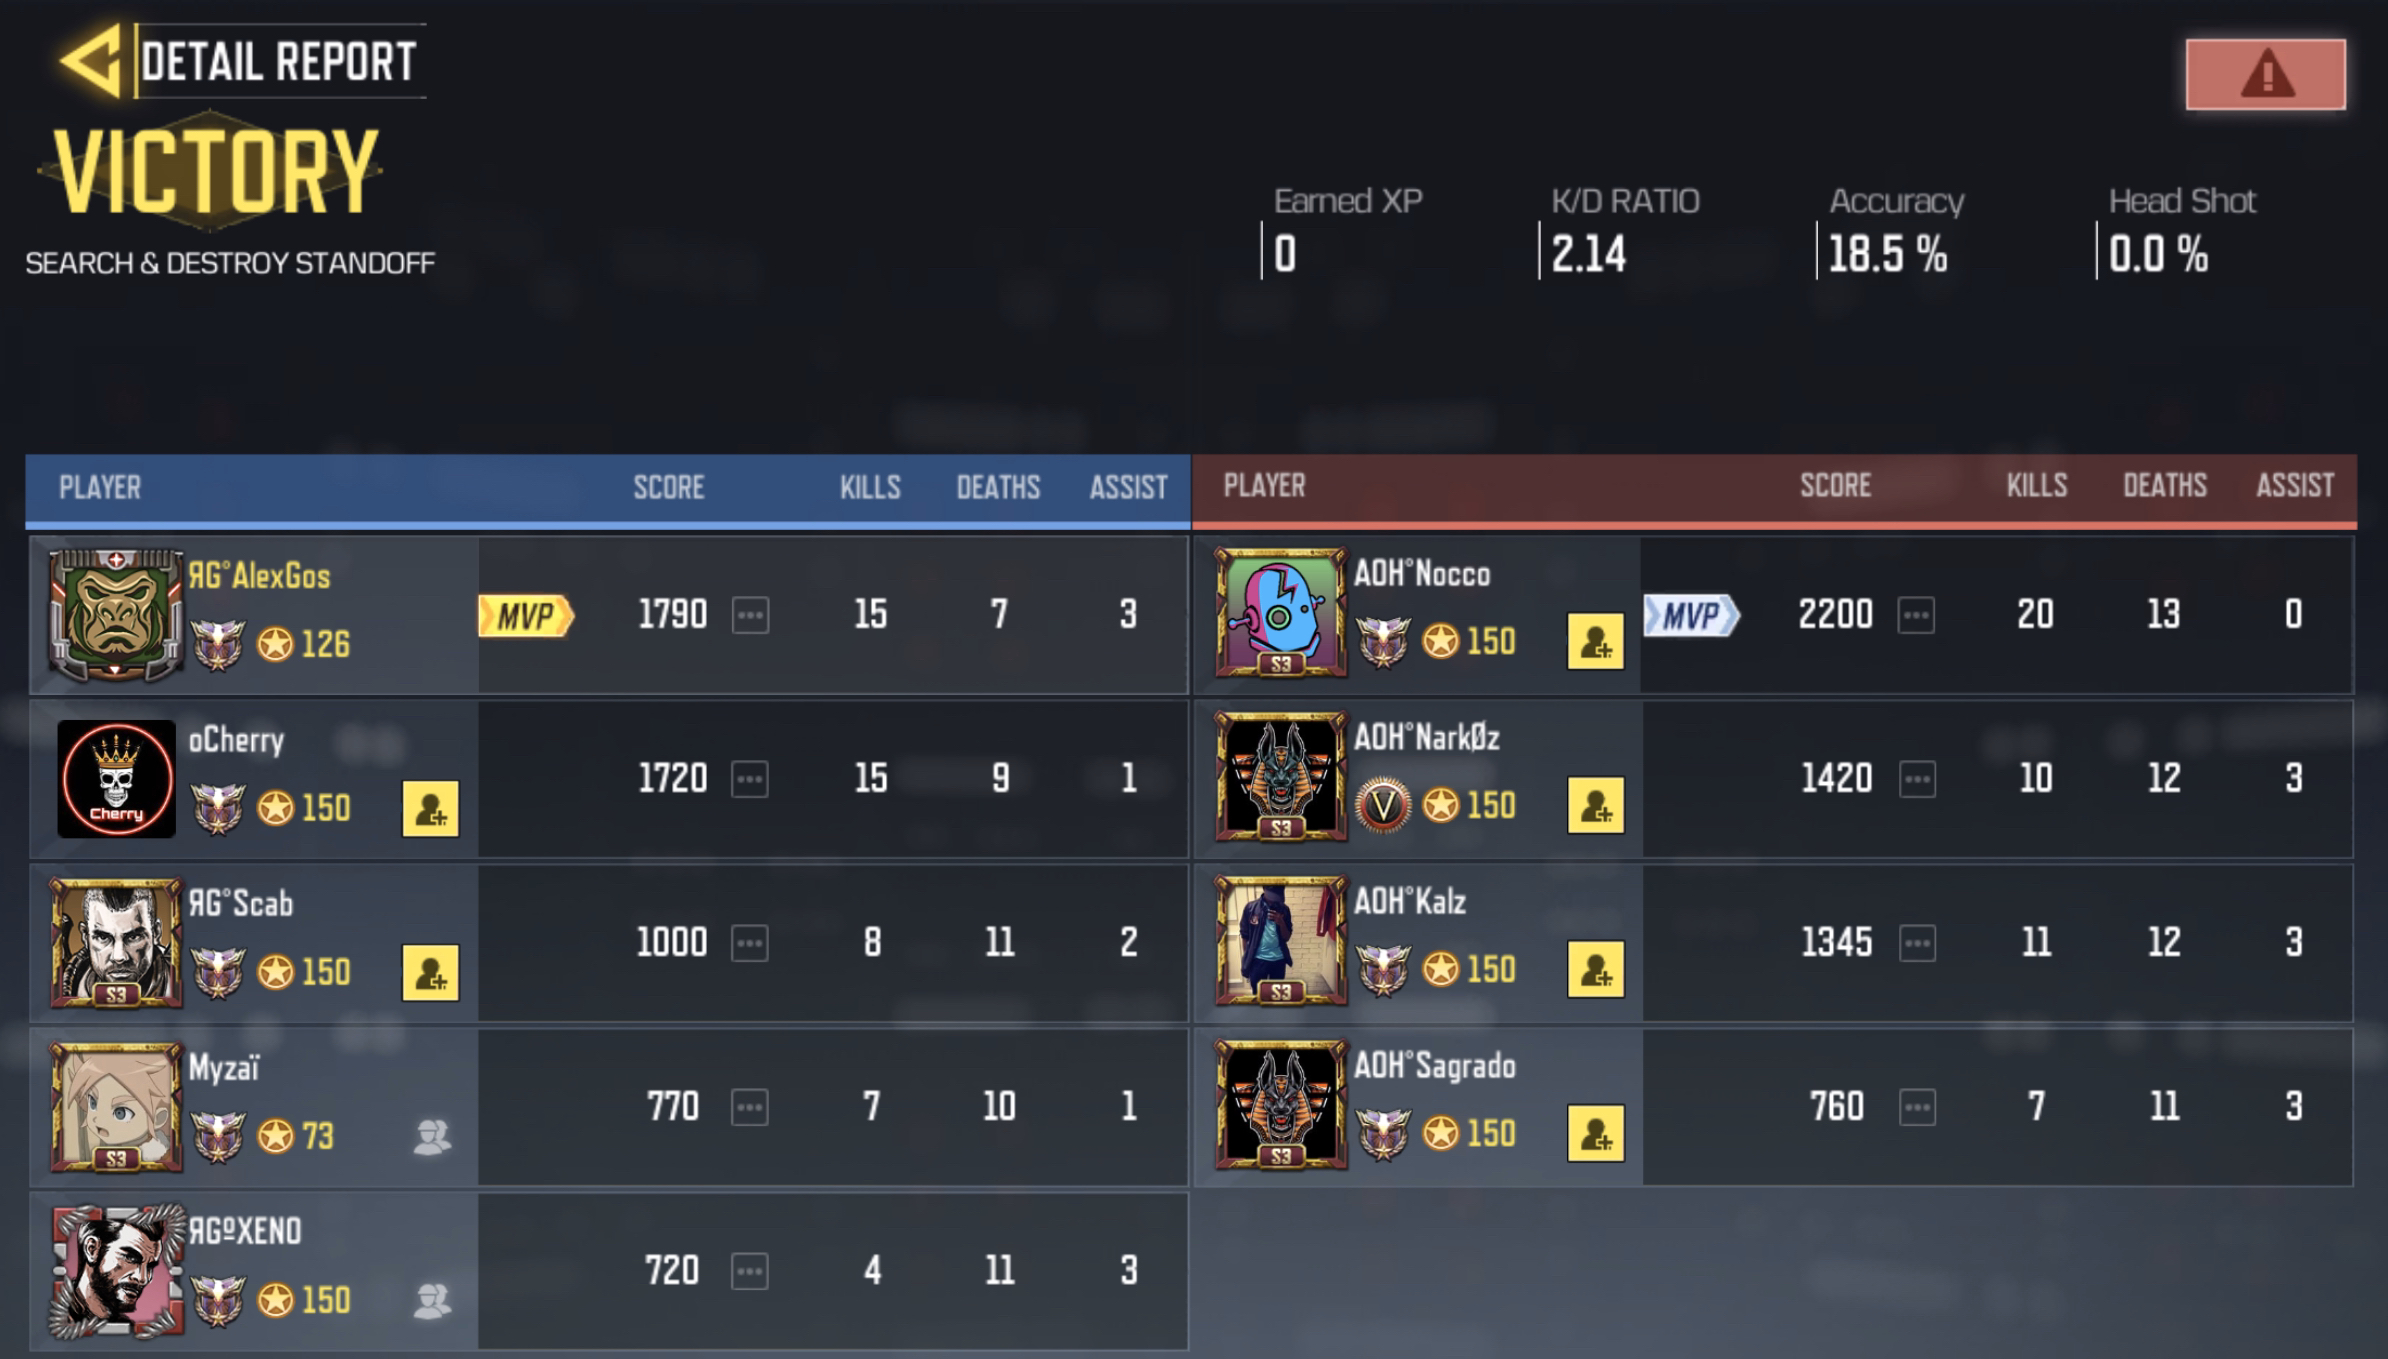 DETAIL REPORT
VICTORY
SEARCH & DESTROY STANDOFF
Earned XP K/D RATIO Accuracy Head Shot
0 2.14 18.5 % 0.0 %
PLAYER SCORE KILLS DEATHS ASSIST
ЯG°AlexGos
126
MVP 1790 15 7 3
oCherry
Cherry
150
1720 15 9 1
ЯG°Scab
S3 150
1000 8 11 2
Myzaï
S3 73
770 7 10 1
ЯGºXENO
150
720 4 11 3
PLAYER SCORE KILLS DEATHS ASSIST
AOH°Nocco
S3 150
MVP 2200 20 13 0
AOH°NarkØz
S3 V 150
1420 10 12 3
AOH°Kalz
S3 150
1345 11 12 3
AOH°Sagrado
S3 150
760 7 11 3